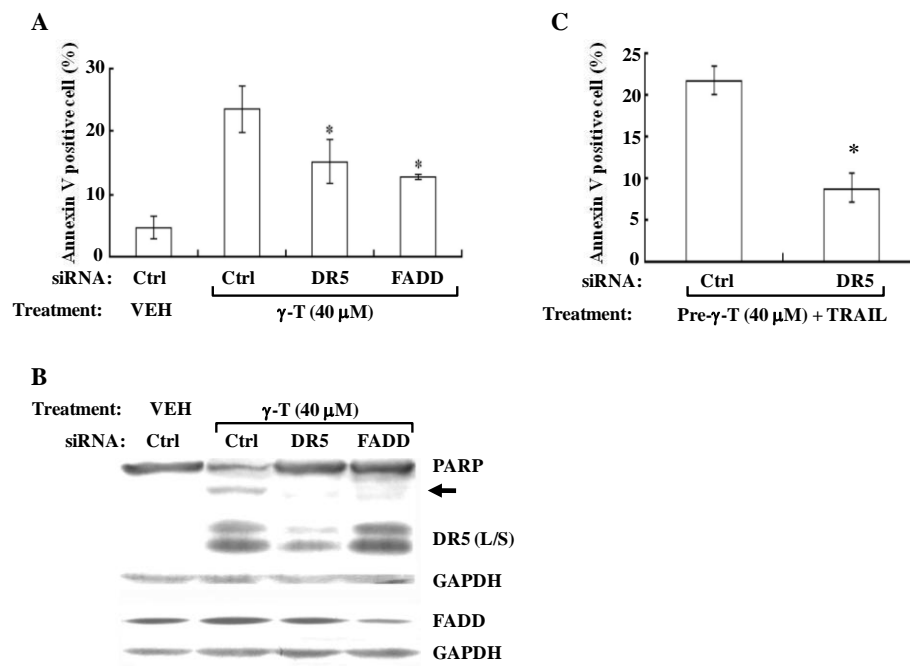 A
Annexin V positive cell (%)
30
20
10
0
*
*
siRNA: Ctrl Ctrl DR5 FADD
Treatment: VEH γ-T (40 μM)
C
Annexin V positive cell (%)
25
20
15
10
5
0
*
siRNA: Ctrl DR5
Treatment: Pre-γ-T (40 μM) + TRAIL
B
Treatment: VEH γ-T (40 μM)
siRNA: Ctrl Ctrl DR5 FADD
PARP
DR5 (L/S)
GAPDH
FADD
GAPDH